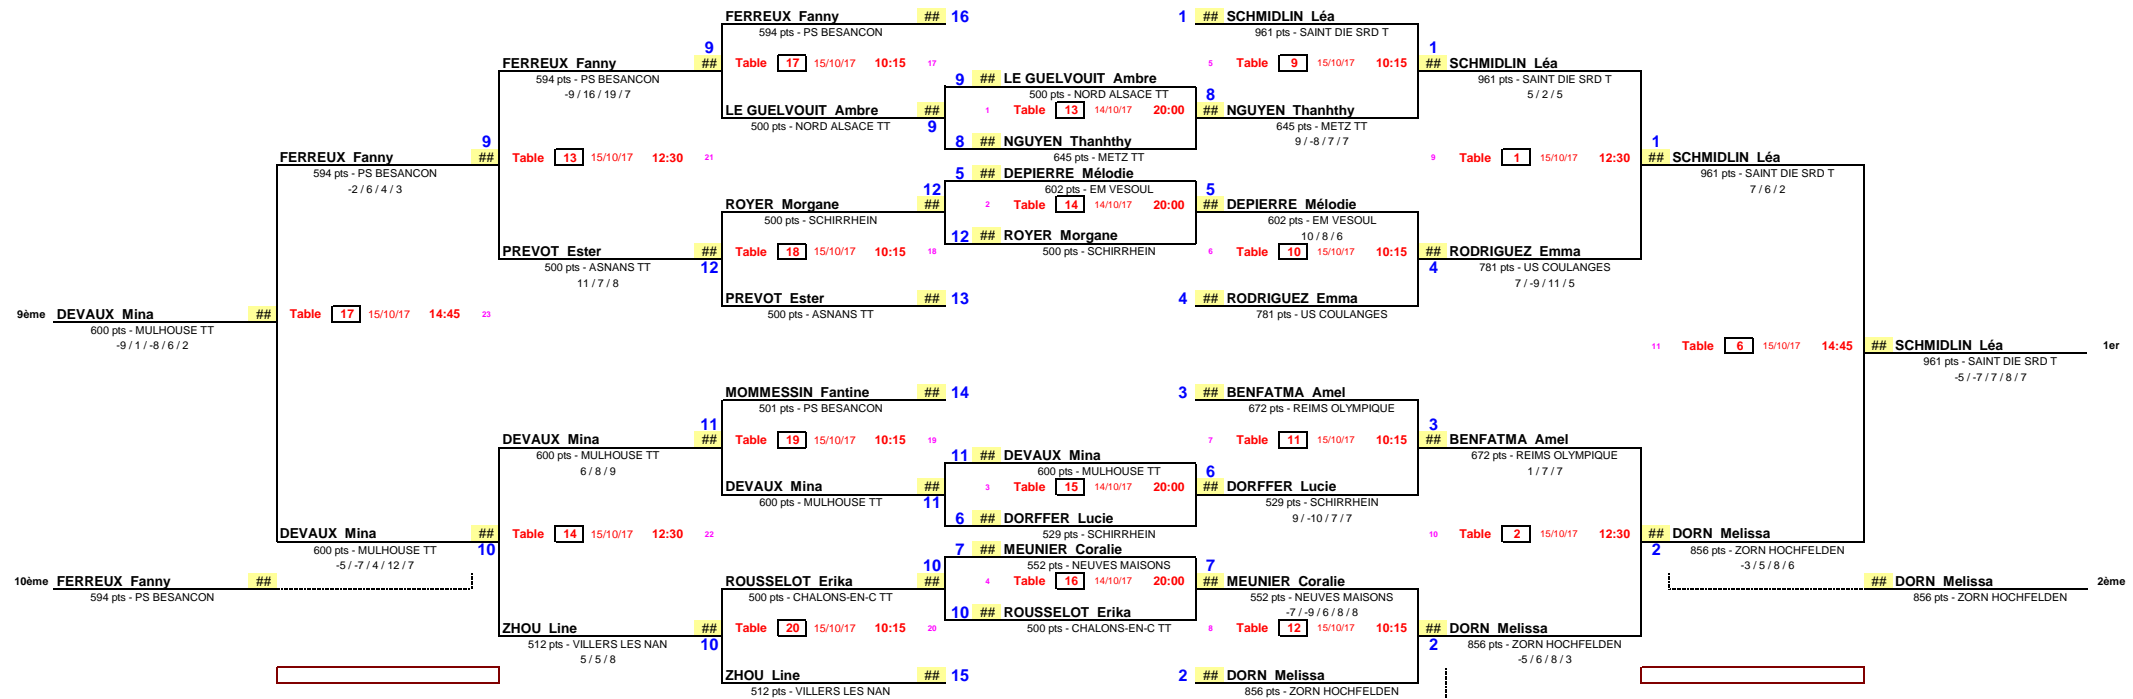 FERREUX Fanny ## 16 1 ## SCHMIDLIN Léa
594 pts - PS BESANCON 961 pts - SAINT DIE SRD T
9 1
FERREUX Fanny ## Table 17 15/10/17 10:15 17 5 Table 9 15/10/17 10:15 ## SCHMIDLIN Léa
594 pts - PS BESANCON 9 ## LE GUELVOUIT Ambre 961 pts - SAINT DIE SRD T
-9 / 16 / 19 / 7 500 pts - NORD ALSACE TT 8 5 / 2 / 5
LE GUELVOUIT Ambre ## 1 Table 13 14/10/17 20:00 ## NGUYEN Thanhthy
500 pts - NORD ALSACE TT 9 645 pts - METZ TT
9 8 ## NGUYEN Thanhthy 9 / -8 / 7 / 7 1
FERREUX Fanny ## Table 13 15/10/17 12:30 21 645 pts - METZ TT 9 Table 1 15/10/17 12:30 ## SCHMIDLIN Léa
594 pts - PS BESANCON 5 ## DEPIERRE Mélodie 961 pts - SAINT DIE SRD T
-2 / 6 / 4 / 3 12 602 pts - EM VESOUL 5 7 / 6 / 2
ROYER Morgane ## 2 Table 14 14/10/17 20:00 ## DEPIERRE Mélodie
500 pts - SCHIRRHEIN 602 pts - EM VESOUL
12 ## ROYER Morgane 10 / 8 / 6
PREVOT Ester ## Table 18 15/10/17 10:15 18 500 pts - SCHIRRHEIN 6 Table 10 15/10/17 10:15 ## RODRIGUEZ Emma
500 pts - ASNANS TT 12 4 781 pts - US COULANGES
11 / 7 / 8 7 / -9 / 11 / 5
PREVOT Ester ## 13 4 ## RODRIGUEZ Emma
9ème DEVAUX Mina ## Table 17 15/10/17 14:45 23 500 pts - ASNANS TT 781 pts - US COULANGES
600 pts - MULHOUSE TT
-9 / 1 / -8 / 6 / 2 11 Table 6 15/10/17 14:45 ## SCHMIDLIN Léa 1er
961 pts - SAINT DIE SRD T
-5 / -7 / 7 / 8 / 7
MOMMESSIN Fantine ## 14 3 ## BENFATMA Amel
501 pts - PS BESANCON 672 pts - REIMS OLYMPIQUE
11 3
DEVAUX Mina ## Table 19 15/10/17 10:15 19 7 Table 11 15/10/17 10:15 ## BENFATMA Amel
600 pts - MULHOUSE TT 11 ## DEVAUX Mina 672 pts - REIMS OLYMPIQUE
6 / 8 / 9 600 pts - MULHOUSE TT 6 1 / 7 / 7
DEVAUX Mina ## 3 Table 15 14/10/17 20:00 ## DORFFER Lucie
600 pts - MULHOUSE TT 11 529 pts - SCHIRRHEIN
6 ## DORFFER Lucie 9 / -10 / 7 / 7
DEVAUX Mina ## Table 14 15/10/17 12:30 22 529 pts - SCHIRRHEIN 10 Table 2 15/10/17 12:30 ## DORN Melissa
600 pts - MULHOUSE TT 10 7 ## MEUNIER Coralie 2 856 pts - ZORN HOCHFELDEN
-5 / -7 / 4 / 12 / 7 10 552 pts - NEUVES MAISONS 7 -3 / 5 / 8 / 6
10ème FERREUX Fanny ## ROUSSELOT Erika ## 4 Table 16 14/10/17 20:00 ## MEUNIER Coralie ## DORN Melissa 2ème
594 pts - PS BESANCON 500 pts - CHALONS-EN-C TT 552 pts - NEUVES MAISONS 856 pts - ZORN HOCHFELDEN
10 ## ROUSSELOT Erika -7 / -9 / 6 / 8 / 8
ZHOU Line ## Table 20 15/10/17 10:15 20 500 pts - CHALONS-EN-C TT 8 Table 12 15/10/17 10:15 ## DORN Melissa
512 pts - VILLERS LES NAN 10 2 856 pts - ZORN HOCHFELDEN
5 / 5 / 8 -5 / 6 / 8 / 3
ZHOU Line ## 15 2 ## DORN Melissa
512 pts - VILLERS LES NAN 856 pts - ZORN HOCHFELDEN